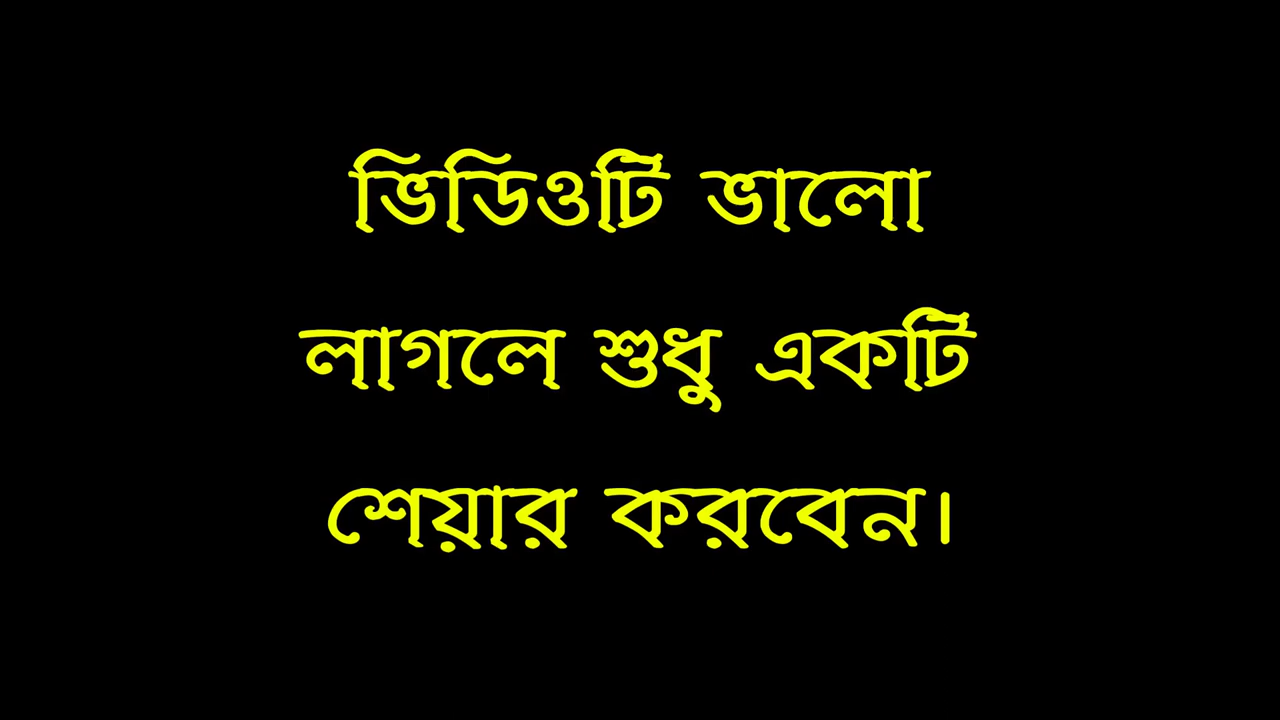 ভিডিওটি ভালো
লাগলে শুধু একটি
শেয়ার করবেন।